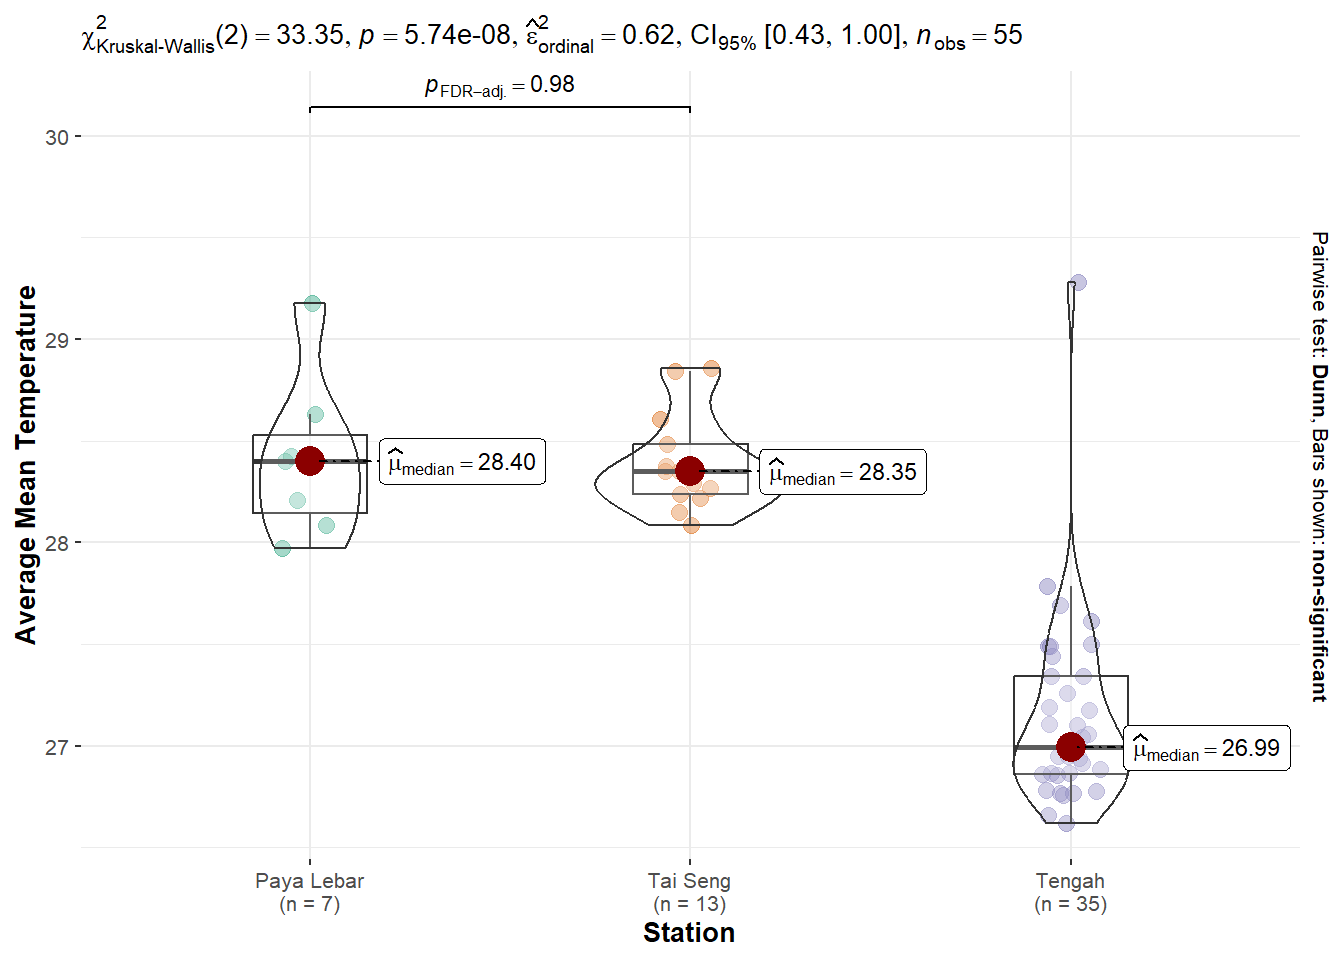 χ²Kruskal-Wallis(2) = 33.35, p = 5.74e-08, ε̂²ordinal = 0.62, CI95% [0.43, 1.00], nobs = 55
pFDR−adj. = 0.98
30
29
28
27
Average Mean Temperature
μ̂median = 28.40
μ̂median = 28.35
μ̂median = 26.99
Pairwise test: Dunn, Bars shown: non-significant
Paya Lebar
(n = 7)
Tai Seng
(n = 13)
Tengah
(n = 35)
Station